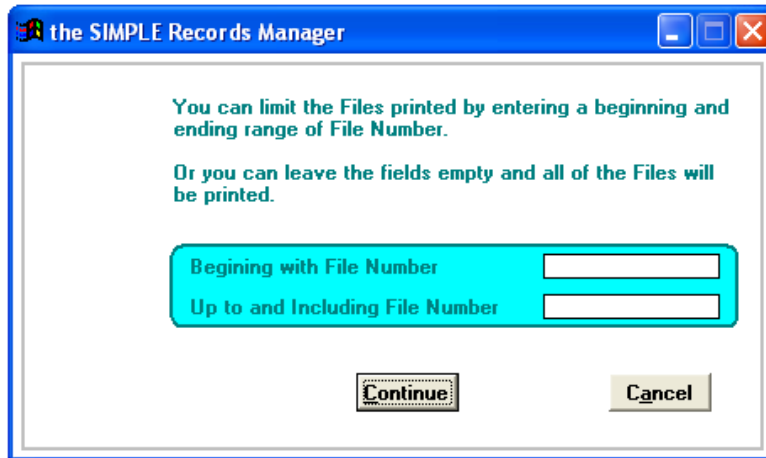 the SIMPLE Records Manager
You can limit the Files printed by entering a beginning and
ending range of File Number.
Or you can leave the fields empty and all of the Files will
be printed.
Begining with File Number
Up to and Including File Number
Continue Cancel